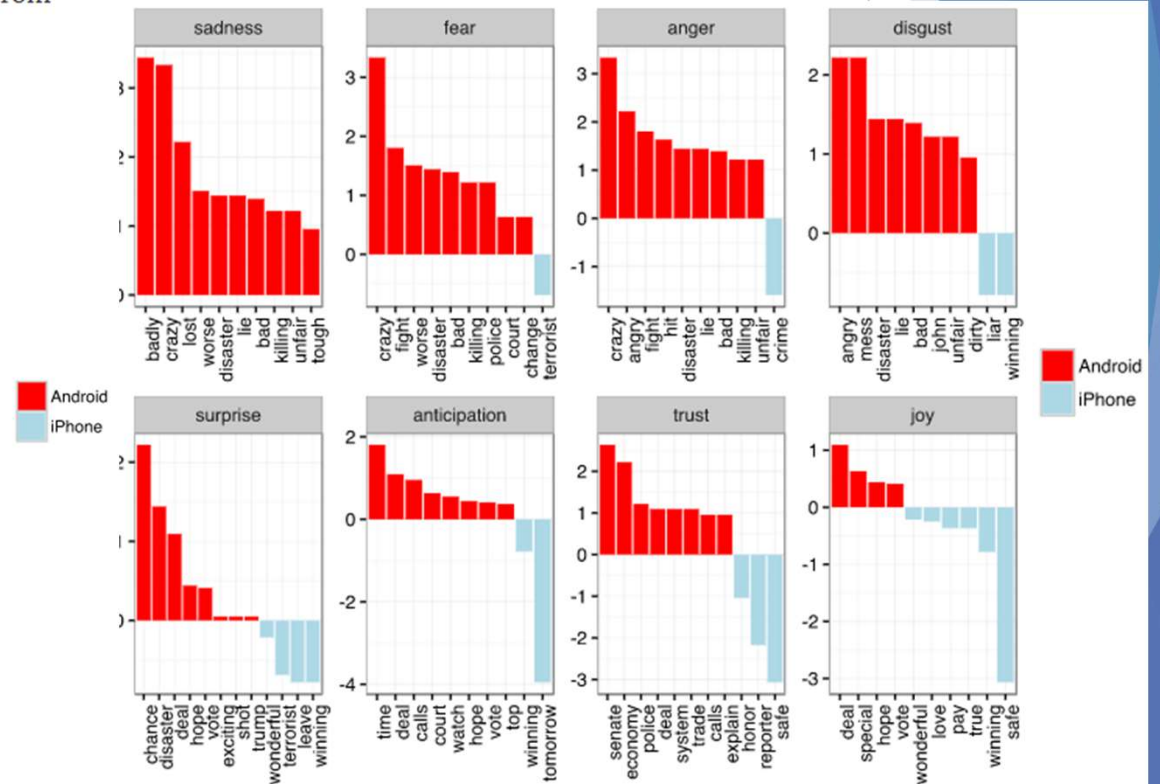 sadness
fear
anger
disgust
3
2
1
0
badly
crazy
lost
worse
disaster
lie
bad
killing
unfair
tough
3
2
1
0
crazy
fight
worse
disaster
bad
killing
police
court
change
terrorist
3
2
1
0
-1
crazy
angry
fight
hit
disaster
lie
bad
killing
unfair
crime
2
1
0
angry
mess
disaster
lie
bad
john
unfair
dirty
liar
winning
Android
iPhone
Android
iPhone
surprise
anticipation
trust
joy
2
1
0
chance
disaster
deal
hope
vote
exciting
shot
trump
wonderful
terrorist
leave
winning
2
0
-2
-4
time
deal
calls
court
watch
hope
vote
top
winning
tomorrow
2
1
0
-1
-2
-3
senate
economy
police
deal
system
trade
calls
explain
honor
reporter
safe
1
0
-1
-2
-3
deal
special
hope
vote
wonderful
love
pay
true
winning
safe